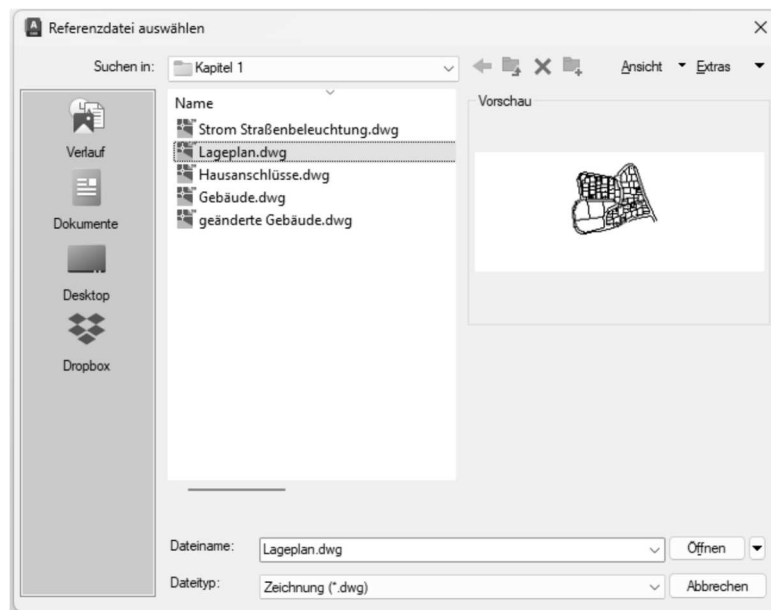 Referenzdatei auswählen
Suchen in:
Kapitel 1
Ansicht
Extras
Verlauf
Dokumente
Desktop
Dropbox
Name
Strom Straßenbeleuchtung.dwg
Lageplan.dwg
Hausanschlüsse.dwg
Gebäude.dwg
geänderte Gebäude.dwg
Vorschau
Dateiname:
Lageplan.dwg
Öffnen
Dateityp:
Zeichnung (*.dwg)
Abbrechen